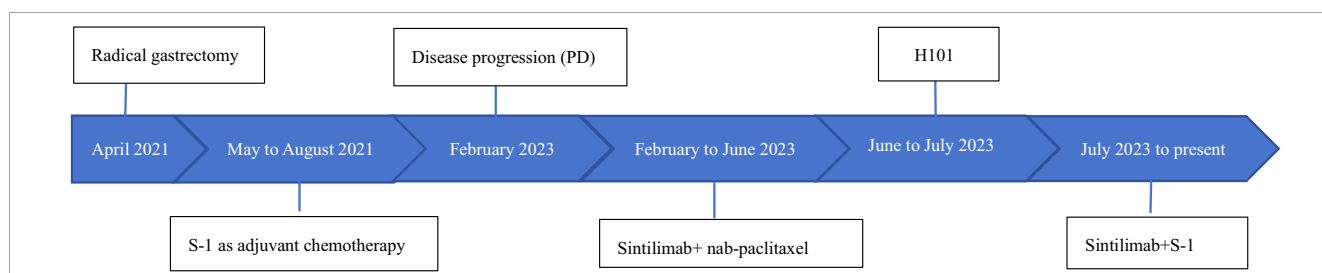 Radical gastrectomy
Disease progression (PD)
H101
April 2021
May to August 2021
February 2023
February to June 2023
June to July 2023
July 2023 to present
S-1 as adjuvant chemotherapy
Sintilimab+ nab-paclitaxel
Sintilimab+S-1